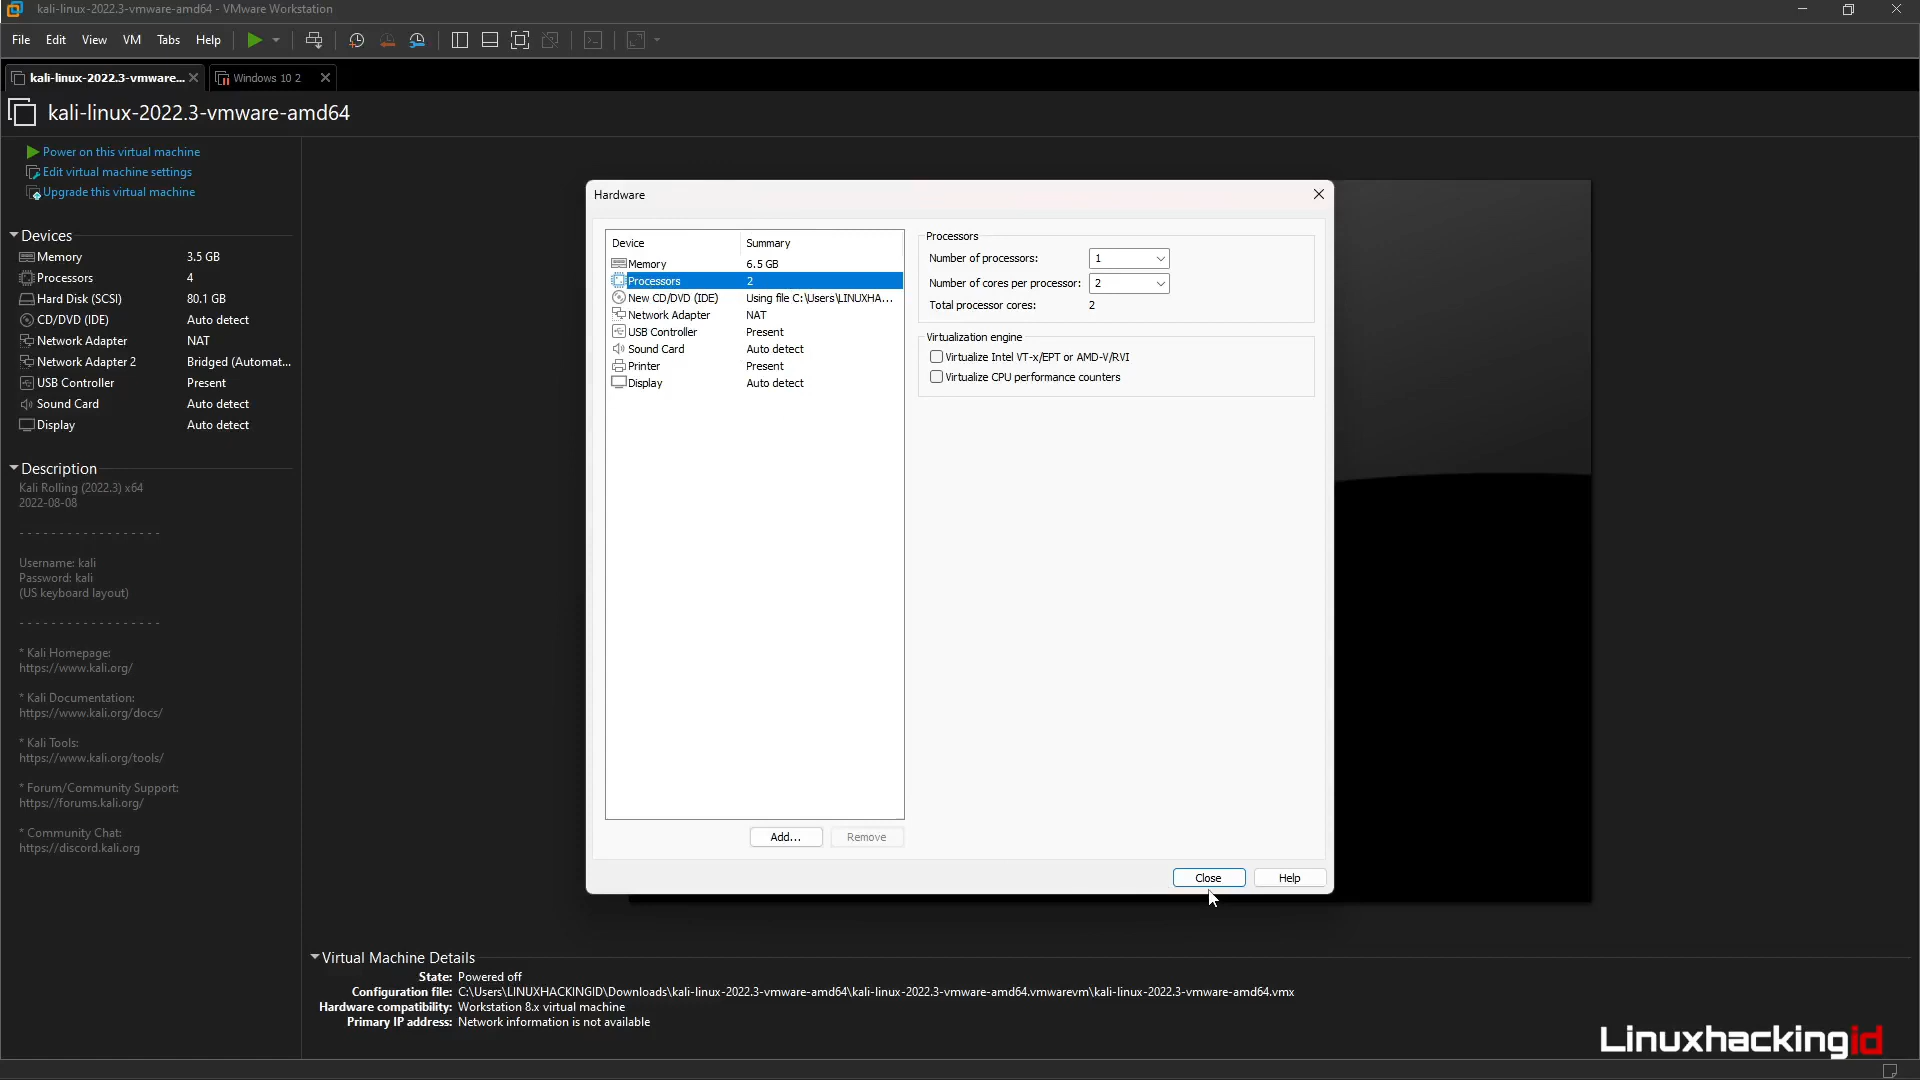 kali-linux-2022.3-vmware-amd64 - VMware Workstation
File Edit View VM Tabs Help
kali-linux-2022.3-vmware... Windows 10 2
kali-linux-2022.3-vmware-amd64
Power on this virtual machine
Edit virtual machine settings
Upgrade this virtual machine
Devices
Memory 3.5 GB
Processors 4
Hard Disk (SCSI) 80.1 GB
CD/DVD (IDE) Auto detect
Network Adapter NAT
Network Adapter 2 Bridged (Automat...
USB Controller Present
Sound Card Auto detect
Display Auto detect
Description
Kali Rolling (2022.3) x64
2022-08-08
- - - - - - - - - - - - - - - - - -
Username: kali
Password: kali
(US keyboard layout)
- - - - - - - - - - - - - - - - - -
* Kali Homepage:
https://www.kali.org/
* Kali Documentation:
https://www.kali.org/docs/
* Kali Tools:
https://www.kali.org/tools/
* Forum/Community Support:
https://forums.kali.org/
* Community Chat:
https://discord.kali.org
Hardware
Device Summary
Memory 6.5 GB
Processors 2
New CD/DVD (IDE) Using file C:\Users\LINUXHA...
Network Adapter NAT
USB Controller Present
Sound Card Auto detect
Printer Present
Display Auto detect
Add... Remove
Processors
Number of processors: 1
Number of cores per processor: 2
Total processor cores: 2
Virtualization engine
Virtualize Intel VT-x/EPT or AMD-V/RVI
Virtualize CPU performance counters
Close Help
Virtual Machine Details
State: Powered off
Configuration file: C:\Users\LINUXHACKINGID\Downloads\kali-linux-2022.3-vmware-amd64\kali-linux-2022.3-vmware-amd64.vmwarevm\kali-linux-2022.3-vmware-amd64.vmx
Hardware compatibility: Workstation 8.x virtual machine
Primary IP address: Network information is not available
Linuxhackingid